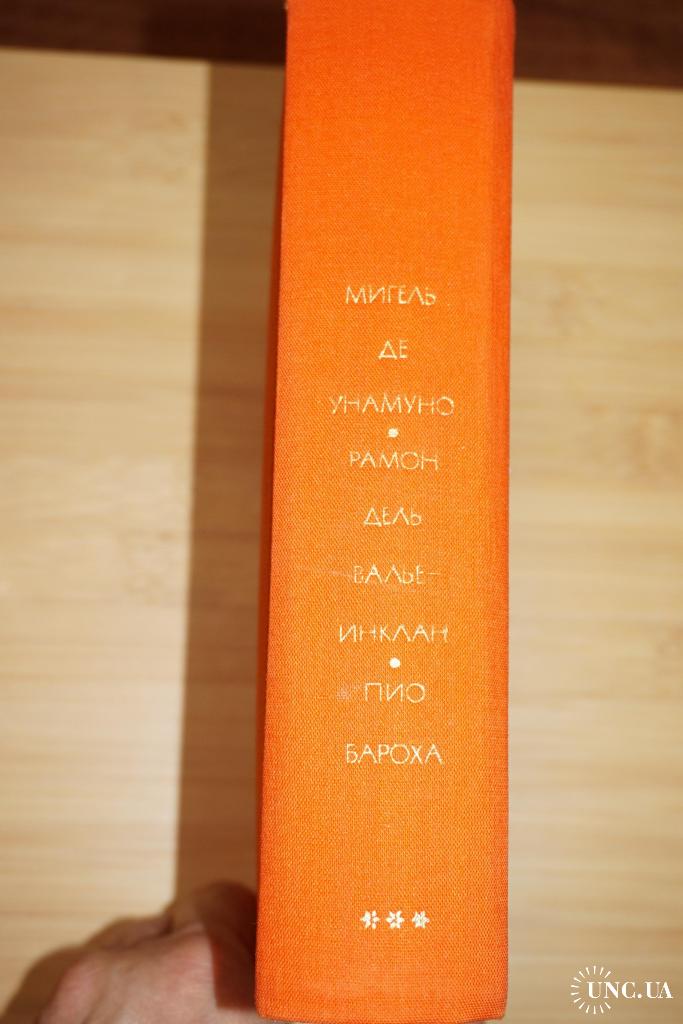 МИГЕЛЬ
ДЕ
УНАМУНО
•
РАМОН
ДЕЛЬ
ВАЛЬЕ-
ИНКЛАН
•
ПИО
БАРОХА
UNC.UA